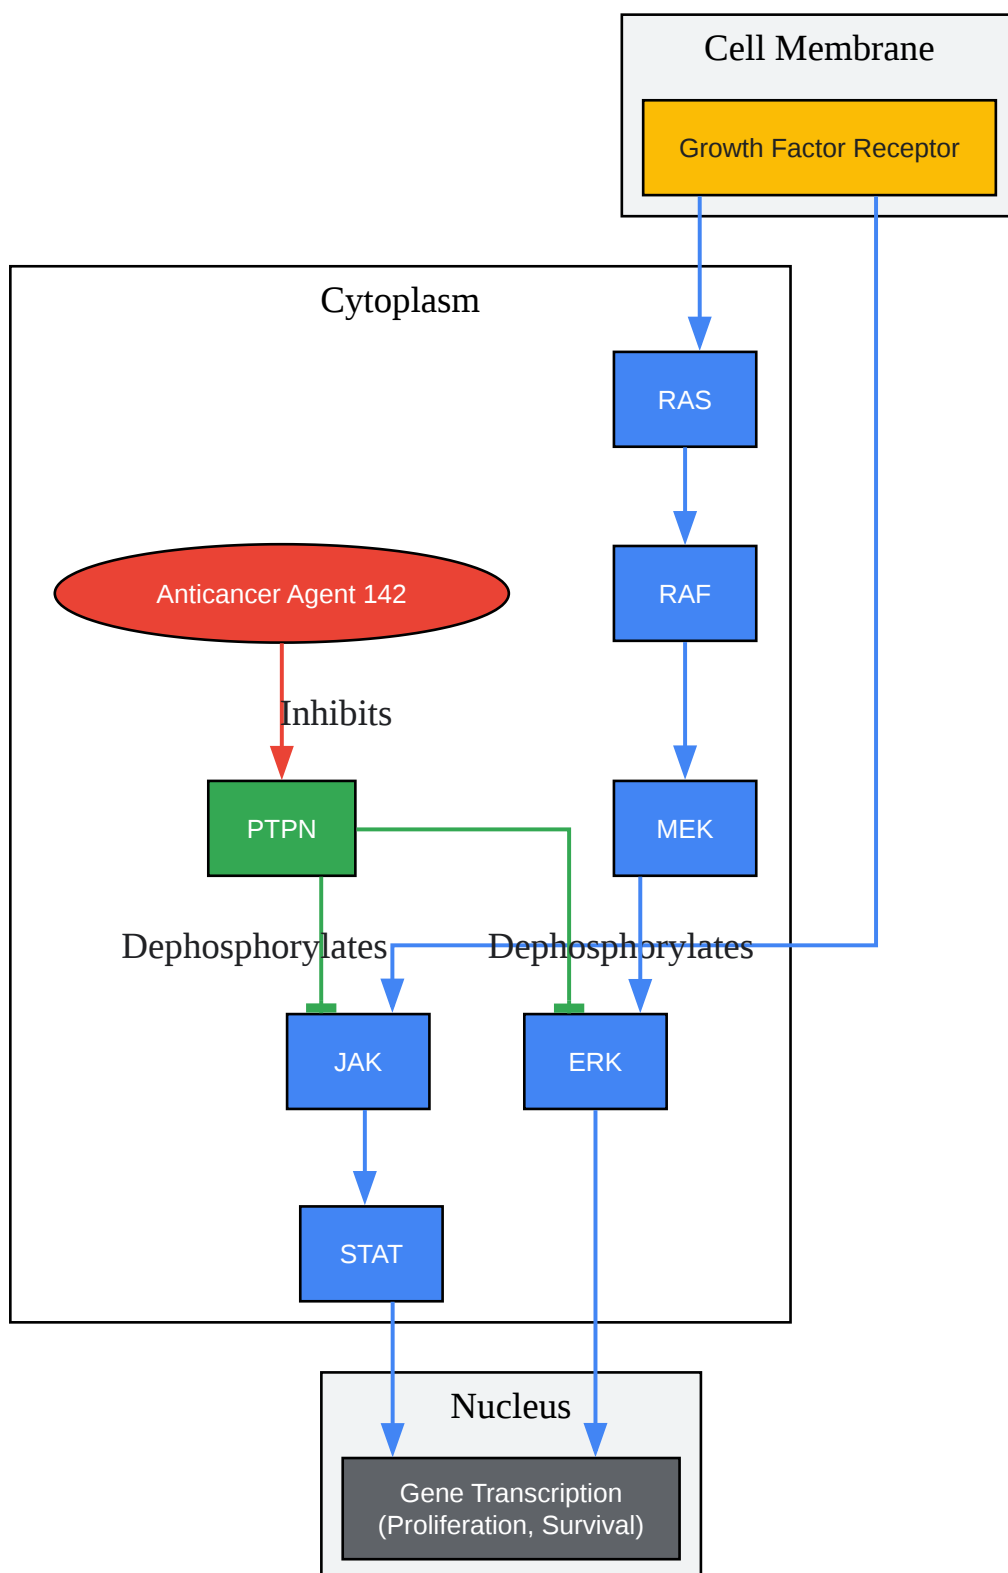 Cell Membrane
Growth Factor Receptor
Cytoplasm
RAS
Anticancer Agent 142
RAF
Inhibits
PTPN
MEK
Dephosphorylates
Dephosphorylates
JAK
ERK
STAT
Nucleus
Gene Transcription
(Proliferation, Survival)